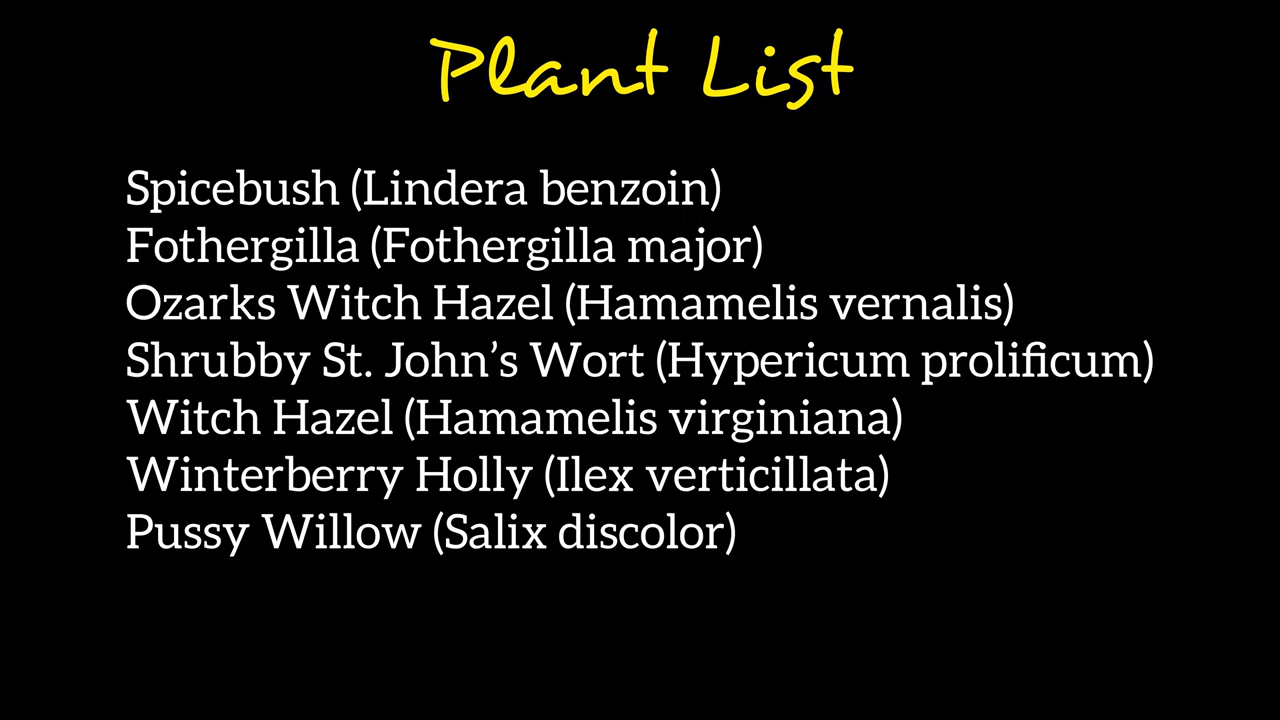 Plant List
Spicebush (Lindera benzoin)
Fothergilla (Fothergilla major)
Ozarks Witch Hazel (Hamamelis vernalis)
Shrubby St. John’s Wort (Hypericum prolificum)
Witch Hazel (Hamamelis virginiana)
Winterberry Holly (Ilex verticillata)
Pussy Willow (Salix discolor)